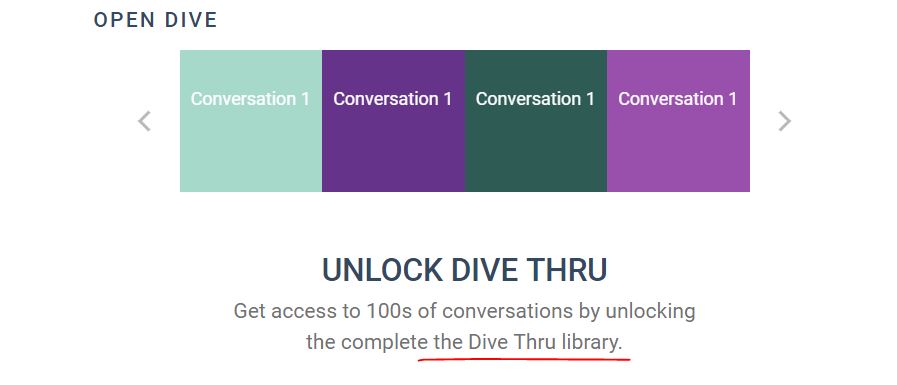 OPEN DIVE
Conversation 1 Conversation 1 Conversation 1 Conversation 1
UNLOCK DIVE THRU
Get access to 100s of conversations by unlocking
the complete the Dive Thru library.